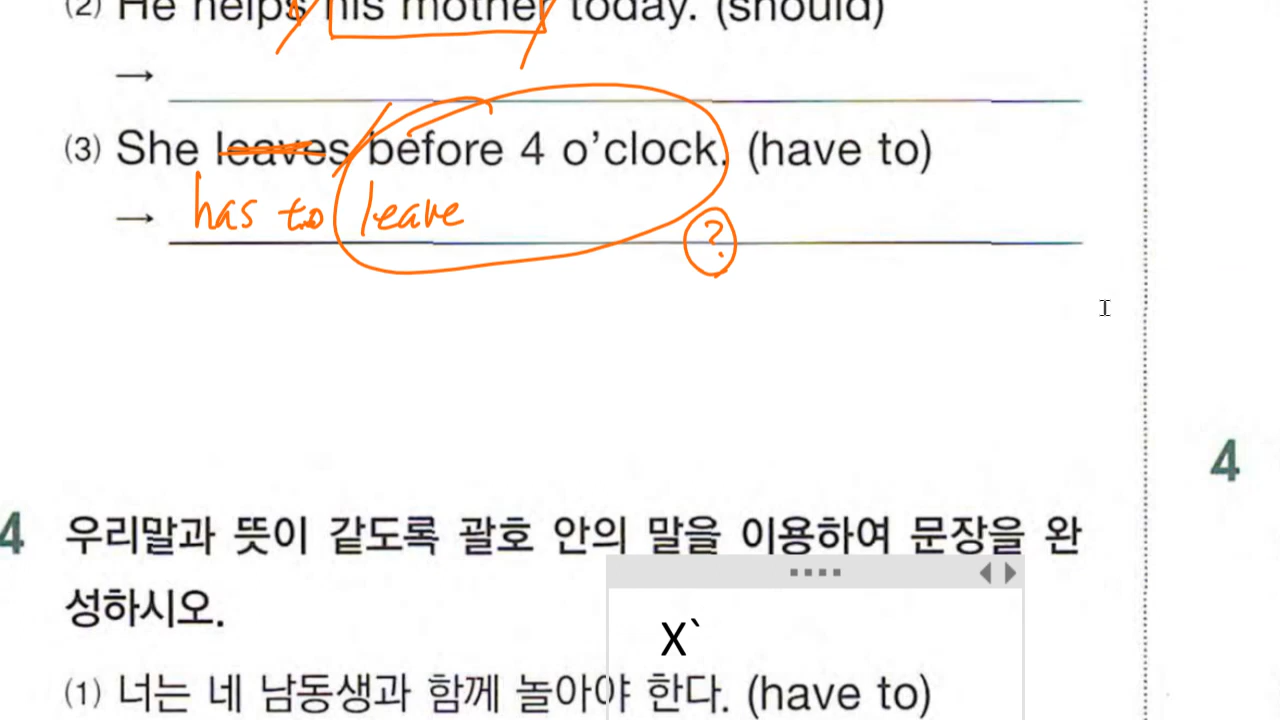 (2) He helps his mother today. (should)
→
(3) She leaves before 4 o'clock. (have to)
→ has to leave
?
4
4 우리말과 뜻이 같도록 괄호 안의 말을 이용하여 문장을 완
성하시오.
X`
(1) 너는 네 남동생과 함께 놀아야 한다. (have to)